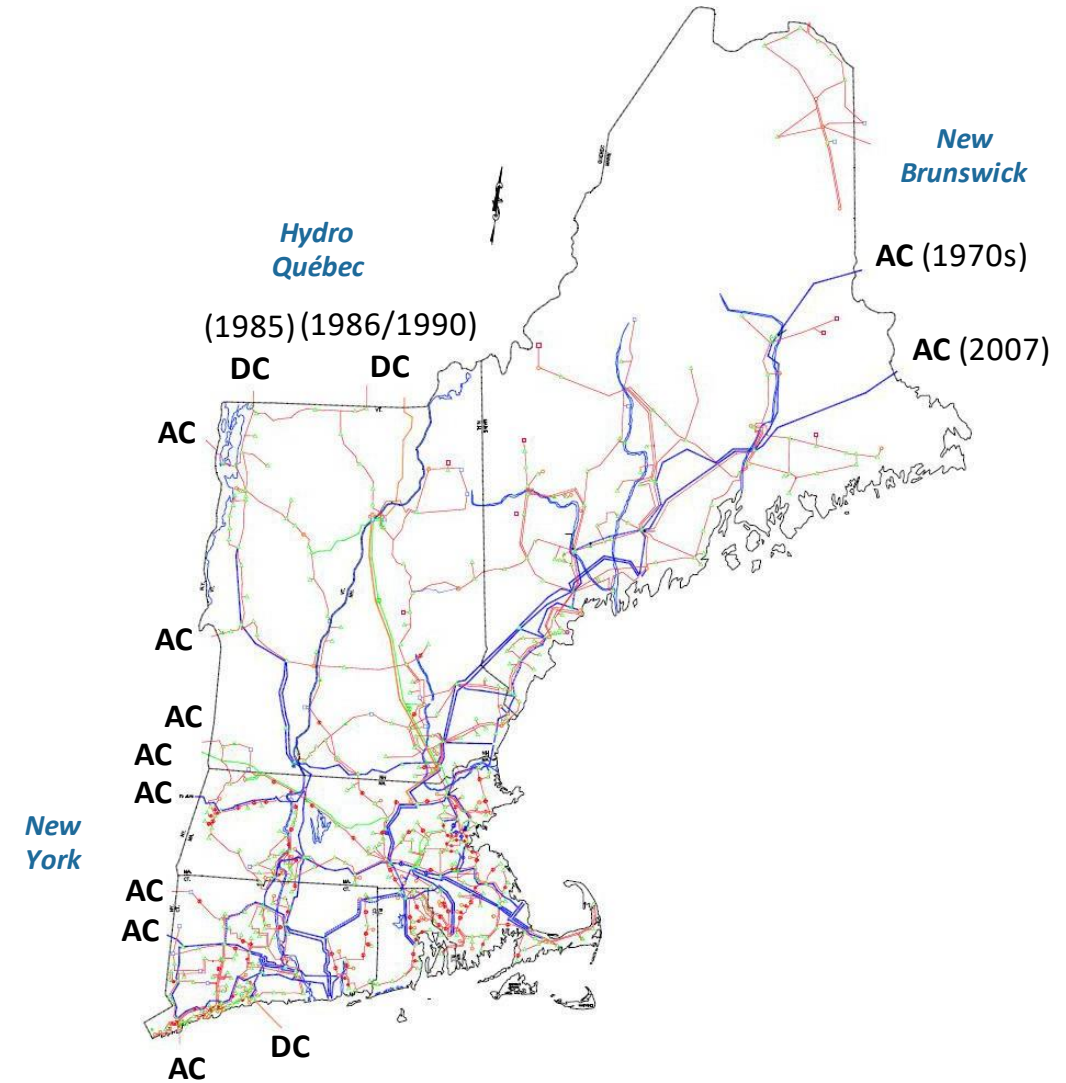 New
Brunswick
Hydro
Québec
AC (1970s)
(1985) (1986/1990)
DC
DC
AC (2007)
AC
AC
AC
AC
AC
New
York
AC
AC
DC
AC